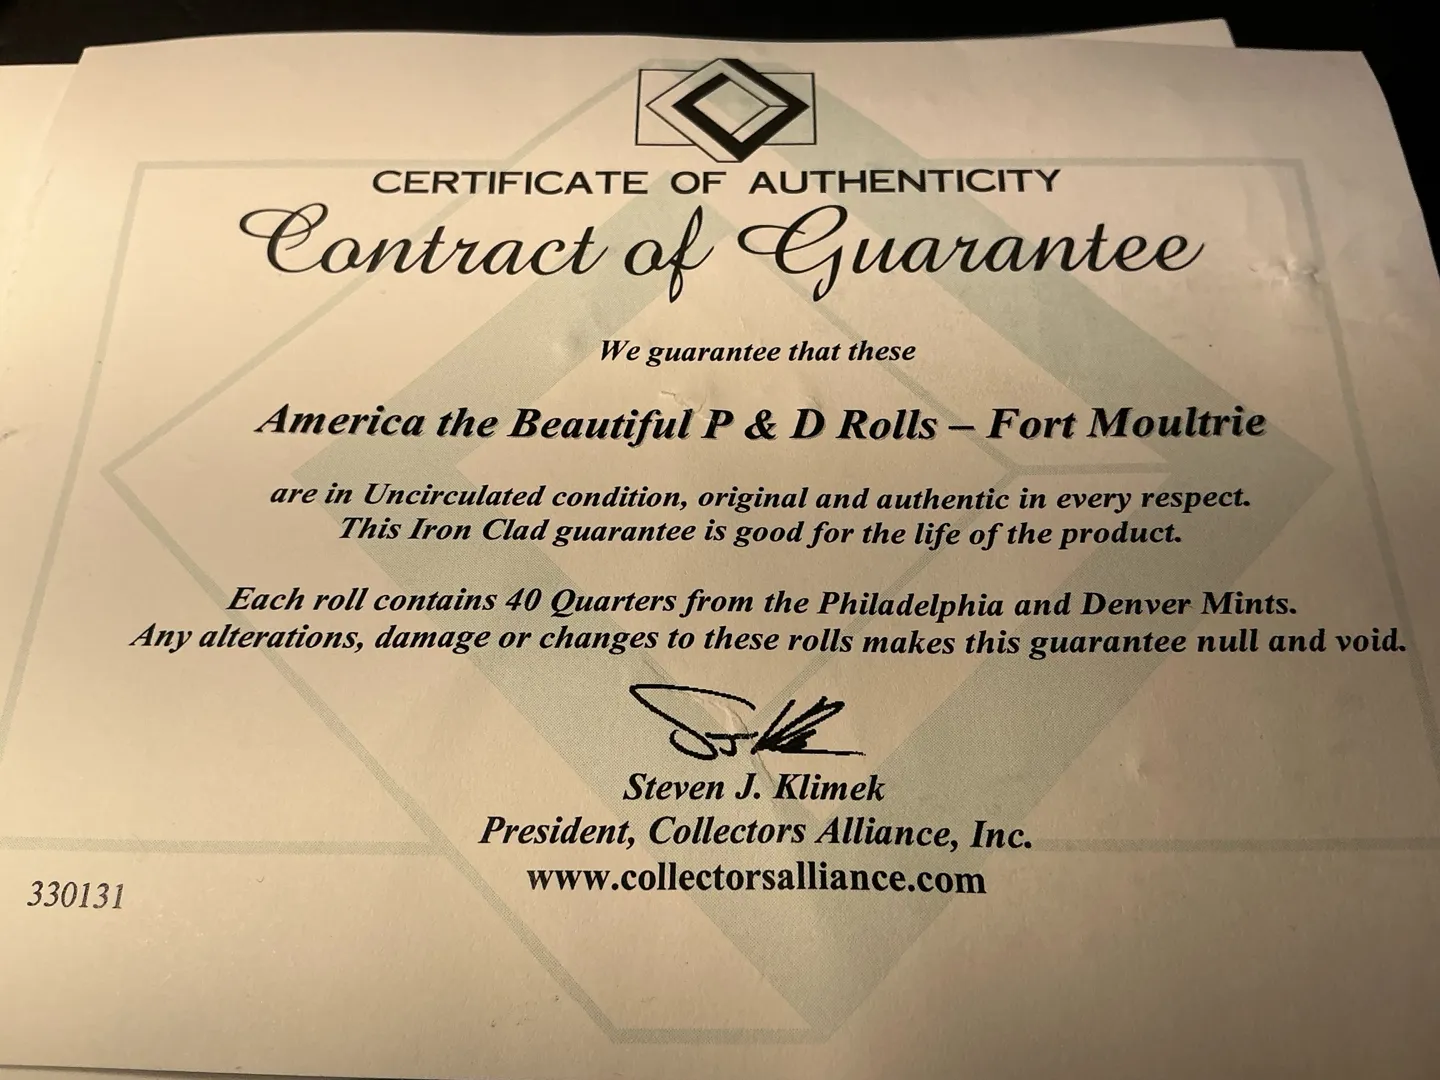 CERTIFICATE OF AUTHENTICITY
Contract of Guarantee
We guarantee that these
America the Beautiful P & D Rolls – Fort Moultrie
are in Uncirculated condition, original and authentic in every respect.
This Iron Clad guarantee is good for the life of the product.
Each roll contains 40 Quarters from the Philadelphia and Denver Mints.
Any alterations, damage or changes to these rolls makes this guarantee null and void.
Steven J. Klimek
President, Collectors Alliance, Inc.
www.collectorsalliance.com
330131